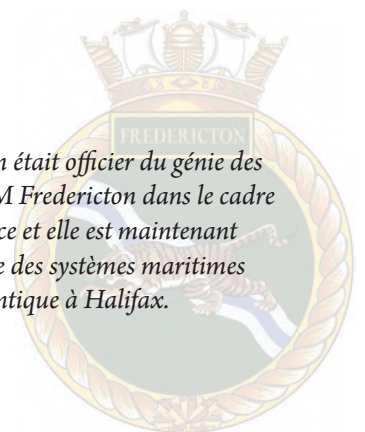 FREDERICTON
n était officier du génie des
M Fredericton dans le cadre
ce et elle est maintenant
e des systèmes maritimes
ntique à Halifax.